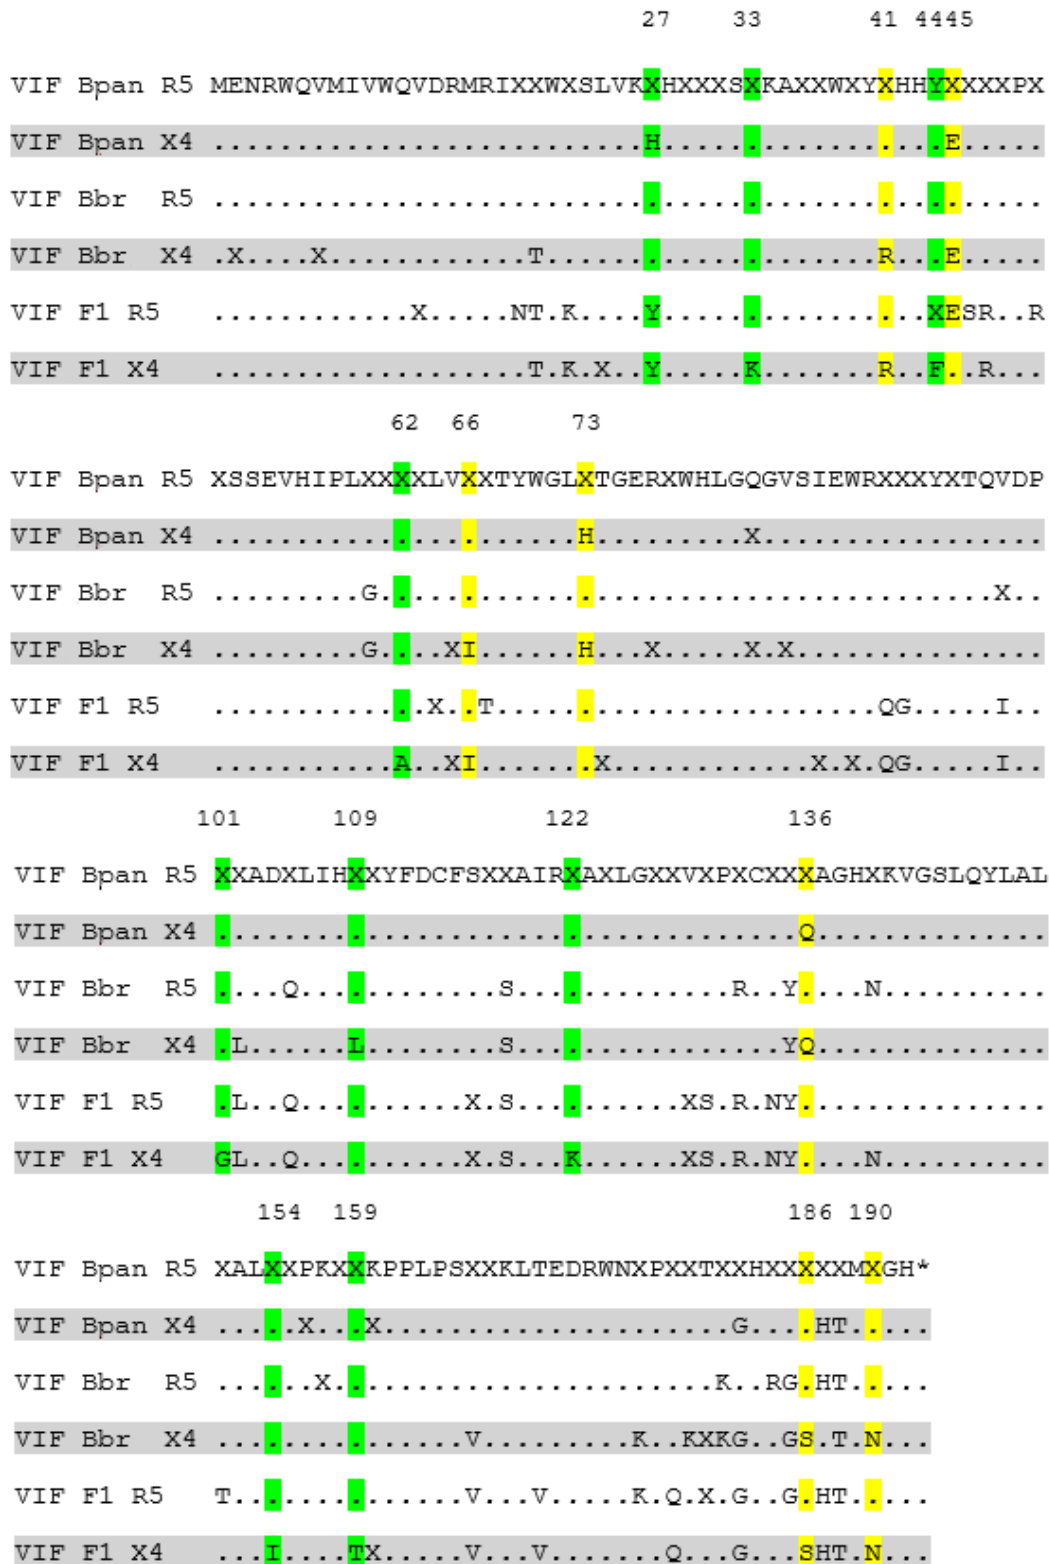 27 33 41 4445
VIF Bpan R5 MENRWQVMIVWQVDRMRIXXWXSLVKXHXXXSXKAXXWXYXHHYXXXXPX
VIF Bpan X4 ..........................H.................E.....
VIF Bbr R5 ..................................................
VIF Bbr X4 .X....X............T....................R...E.....
VIF F1 R5 ............X.....NT.K....Y................XESR..R
VIF F1 X4 ...................T.K.X..Y.....K.......R..F..R...
62 66 73
VIF Bpan R5 XSSEVHIPLXXXXLVXXTYWGLXTGERXWHLGQGVSIEWRXXXYXTQVDP
VIF Bpan X4 ......................H.........X.................
VIF Bbr R5 .........G.....................................X..
VIF Bbr X4 .........G....XI......H...X.....X.X...............
VIF F1 R5 .............X..T.......................QG.....I..
VIF F1 X4 ...........A..XI.......X............X.X.QG.....I..
101 109 122 136
VIF Bpan R5 XXADXLIHXXYFDCFSXXAIRXAXLGXXVXPXCXXXAGHXKVGSLQYLAL
VIF Bpan X4 ...................................Q..............
VIF Bbr R5 ....Q............S.............R..Y....N..........
VIF Bbr X4 .L......L........S................YQ..............
VIF F1 R5 .L..Q..........X.S..........XS.R.NY...............
VIF F1 X4 GL..Q..........X.S...K......XS.R.NY....N..........
154 159 186 190
VIF Bpan R5 XALXXPKXXKPPLPSXXKLTEDRWNXPXXTXXHXXXXXMXGH*
VIF Bpan X4 .....X...X.....................G....HT.....
VIF Bbr R5 ......X.......................K..RG.HT.....
VIF Bbr X4 ...............V.........K..KXKG..GS.T.N...
VIF F1 R5 T..............V...V.....K.Q.X.G..G.HT.....
VIF F1 X4 ...I....TX.....V...V.......Q...G...SHT.N...